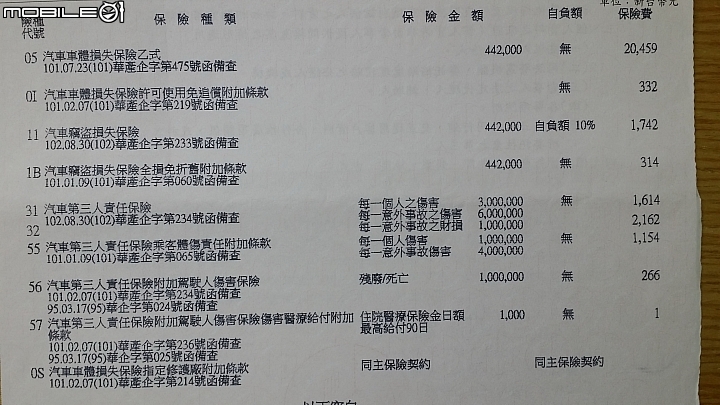 mobile01
單位：新台幣元
險種 保險種類 保險金額 自負額 保險費
代號
05 汽車車體損失保險乙式 442,000 無 20,459
101.07.23(101)華產企字第475號函備查
0I 汽車車體損失保險許可使用免追償附加條款 無 332
101.02.07(101)華產企字第219號函備查
11 汽車竊盜損失保險 442,000 自負額 10% 1,742
102.08.30(102)華產企字第233號函備查
1B 汽車竊盜損失保險全損免折舊附加條款 442,000 無 314
101.01.09(101)華產企字第060號函備查
31 汽車第三人責任保險 每一個人之傷害 3,000,000 無 1,614
102.08.30(102)華產企字第234號函備查 每一意外事故之傷害 6,000,000
32 每一意外事故之財損 1,000,000 2,162
55 汽車第三人責任保險乘客體傷責任附加條款 每一個人傷害 1,000,000 無 1,154
101.01.09(101)華產企字第065號函備查 每一意外事故傷害 4,000,000
56 汽車第三人責任保險附加駕駛人傷害保險 殘廢/死亡 1,000,000 無 266
101.02.07(101)華產企字第234號函備查
95.03.17(95)華產企字第024號函備查
57 汽車第三人責任保險附加駕駛人傷害保險傷害醫療給付附加 住院醫療保險金日額 1,000 無 1
條款 最高給付90日
101.02.07(101)華產企字第236號函備查
95.03.17(95)華產企字第025號函備查
0S 汽車車體損失保險指定修護廠附加條款 同主保險契約 同主保險契約
101.02.07(101)華產企字第214號函備查
以下空白